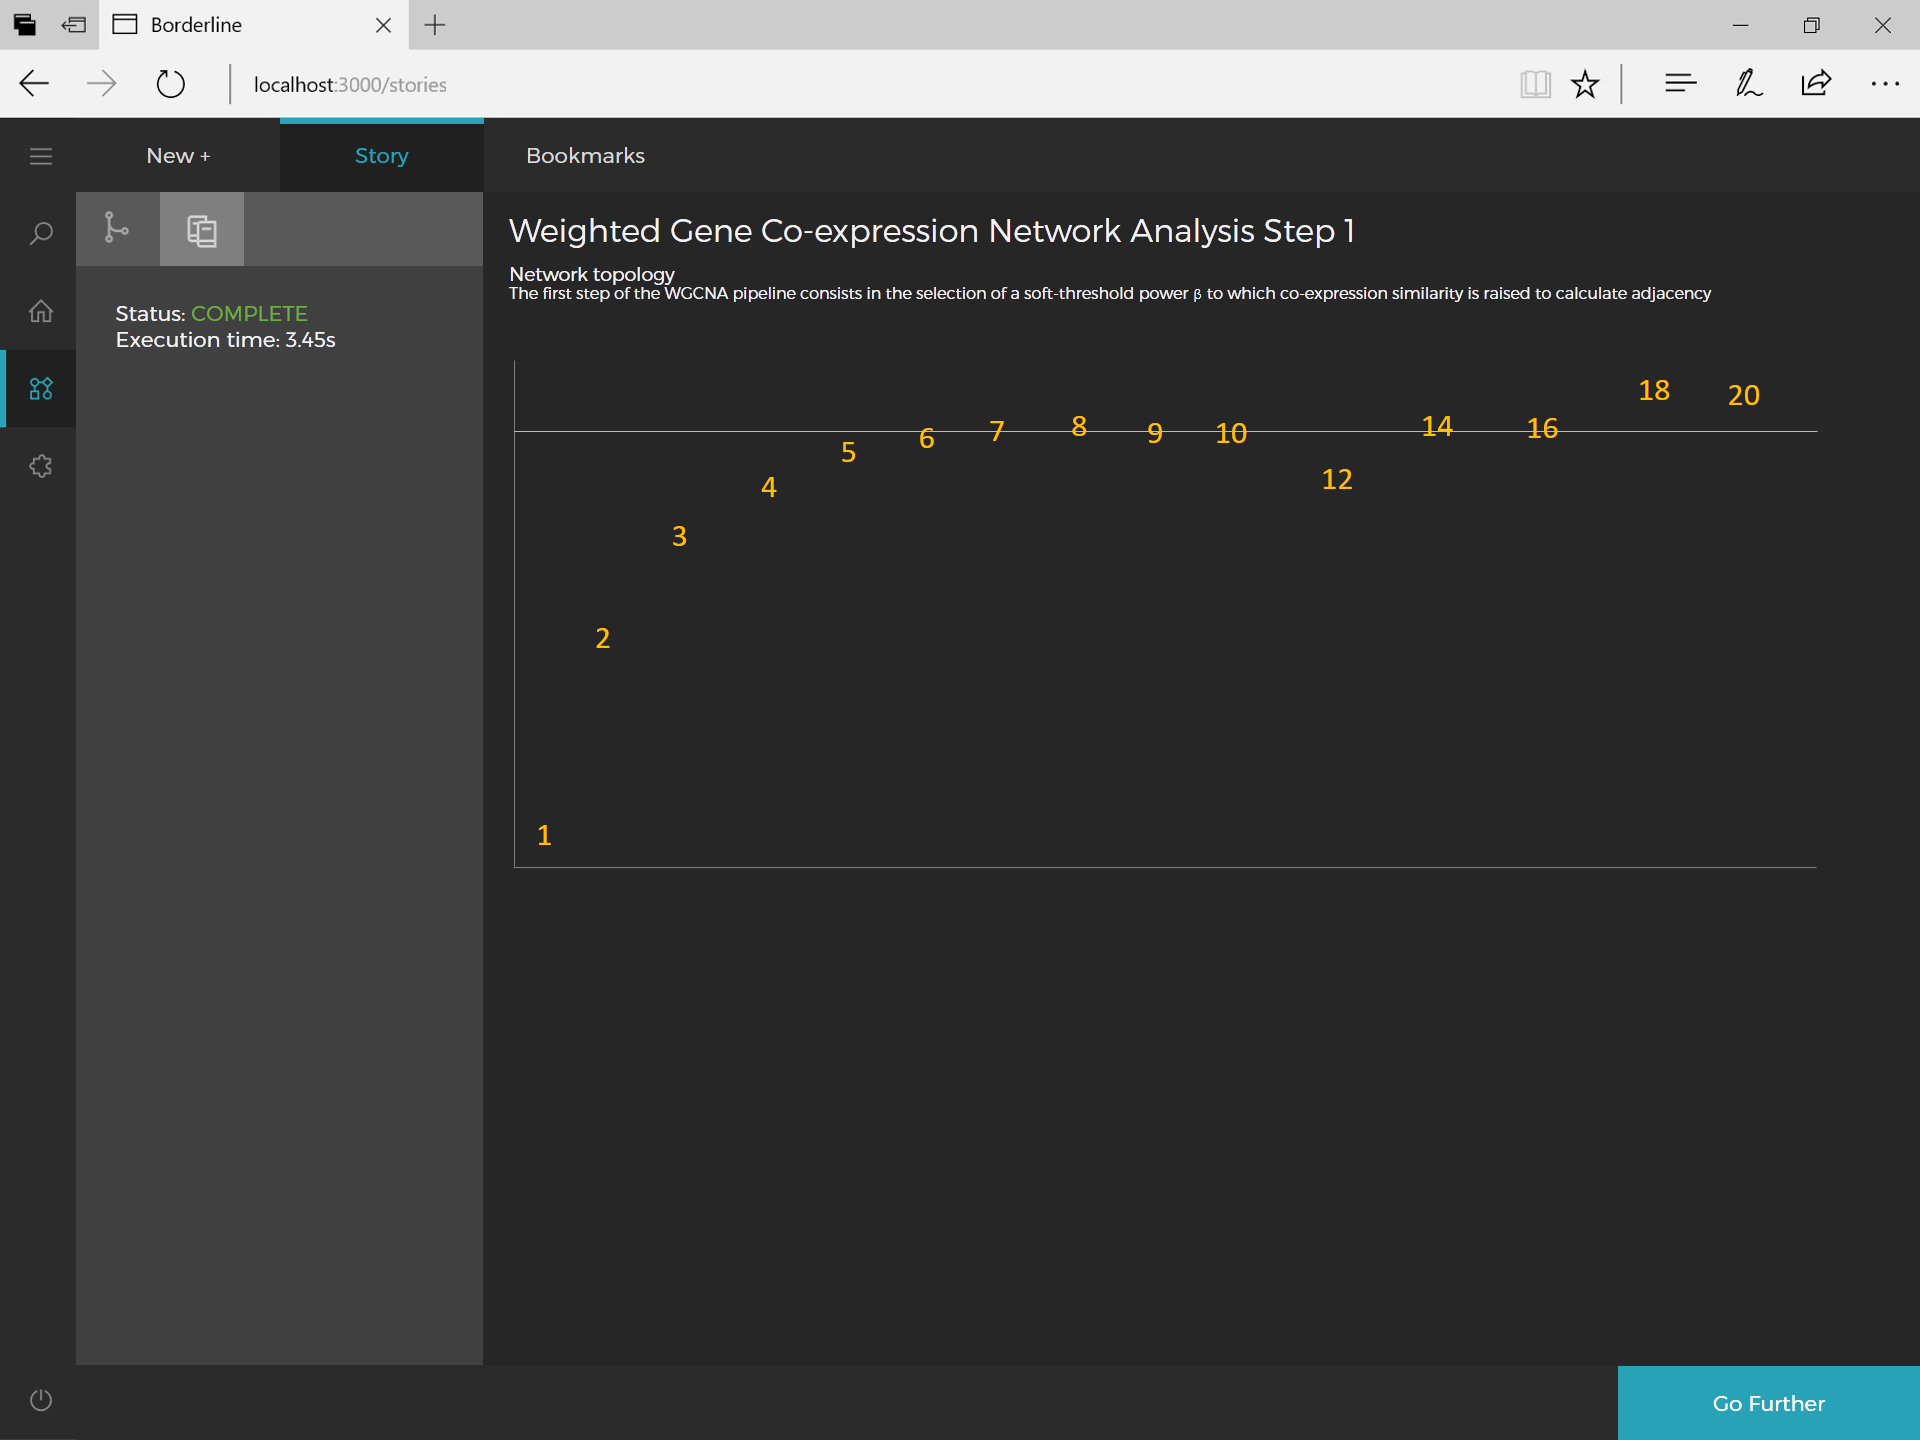 Borderline
localhost:3000/stories
New +
Story
Bookmarks
Status: COMPLETE
Execution time: 3.45s
Weighted Gene Co-expression Network Analysis Step 1
Network topology
The first step of the WGCNA pipeline consists in the selection of a soft-threshold power β to which co-expression similarity is raised to calculate adjacency
1
2
3
4
5
6
7
8
9
10
12
14
16
18
20
Go Further